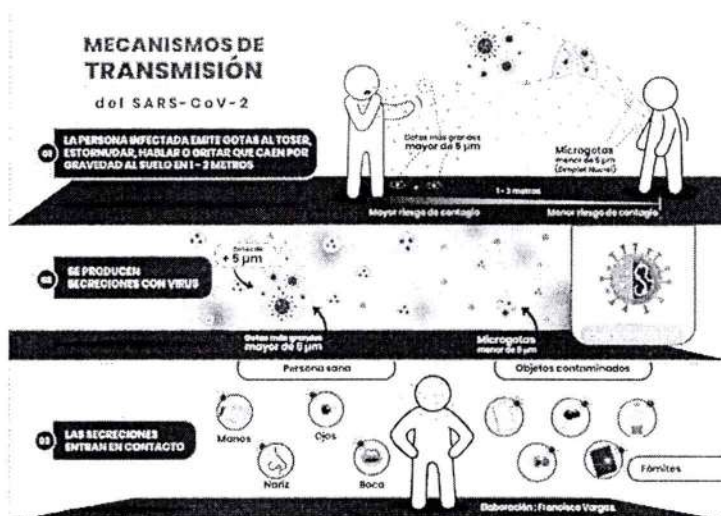 MECANISMOS DE
TRANSMISIÓN
del SARS-CoV-2
01
LA PERSONA INFECTADA EMITE GOTAS AL TOSER,
ESTORNUDAR, HABLAR O GRITAR QUE CAEN POR
GRAVEDAD AL SUELO EN 1 - 2 METROS
Gotas más grandes
mayor de 5 µm
Microgotas
menor de 5 µm
(Droplet Nuclei)
1 - 2 metros
Mayor riesgo de contagio
Menor riesgo de contagio
02
SE PRODUCEN
SECRECIONES CON VIRUS
+ 5 µm
Gotas más grandes
mayor de 5 µm
Microgotas
menor de 5 µm
Persona sana
Objetos contaminados
03
LAS SECRECIONES
ENTRAN EN CONTACTO
Manos
Ojos
Nariz
Boca
Fómites
Elaboración : Francisco Vargas